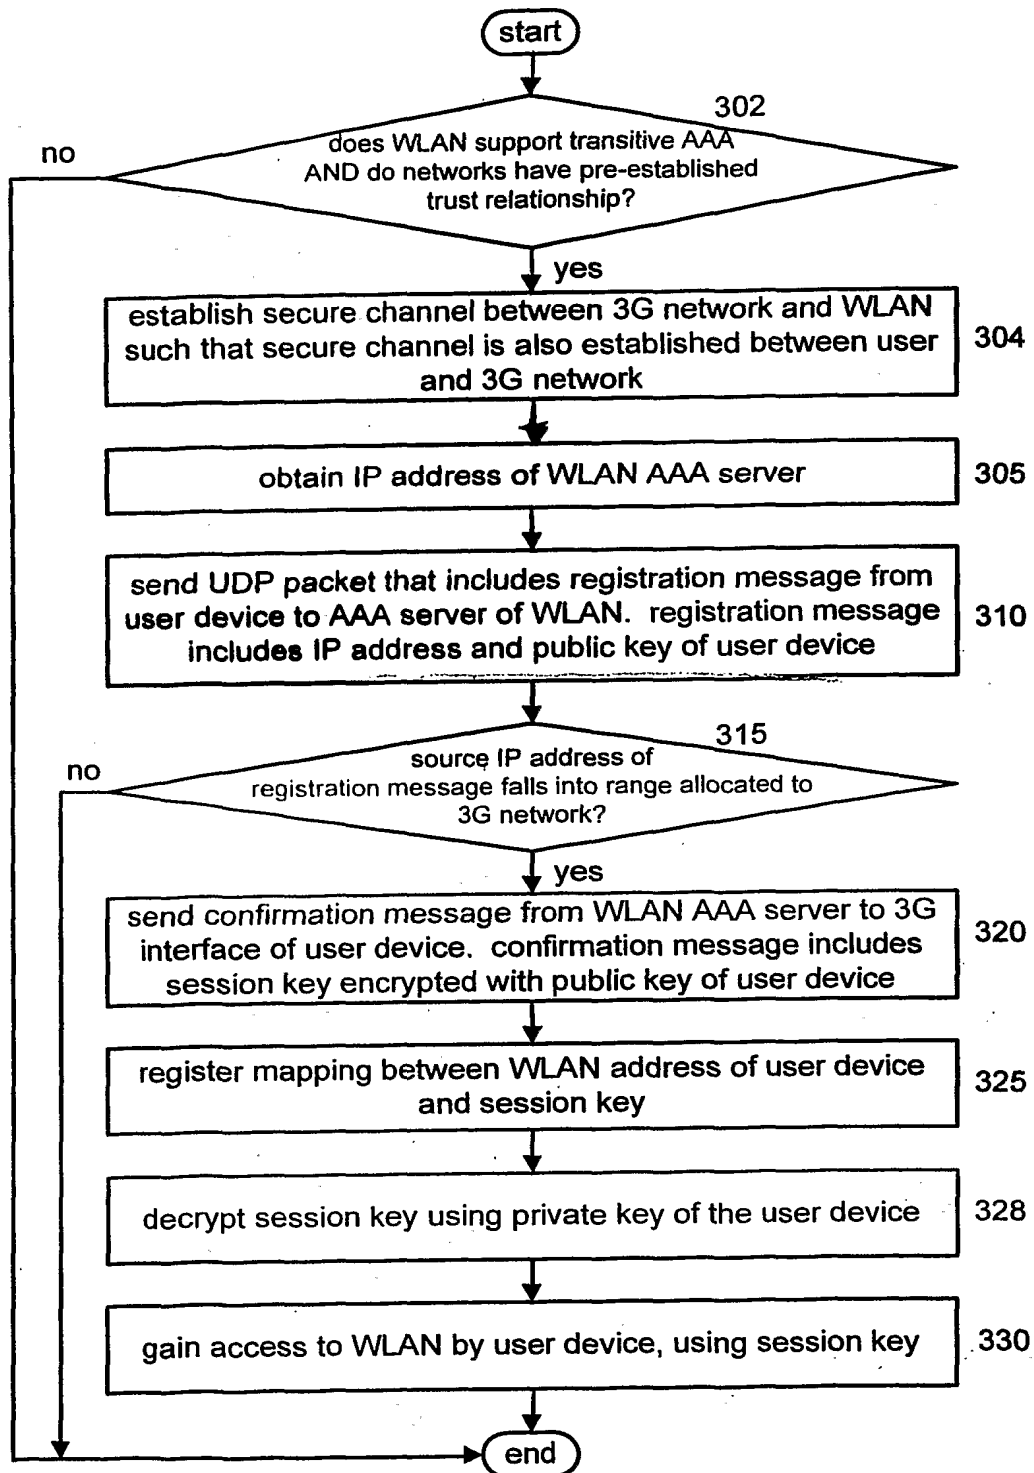 start
302
does WLAN support transitive AAA
AND do networks have pre-established
trust relationship?
no
yes
establish secure channel between 3G network and WLAN
such that secure channel is also established between user
and 3G network
304
obtain IP address of WLAN AAA server
305
send UDP packet that includes registration message from
user device to AAA server of WLAN. registration message
includes IP address and public key of user device
310
315
source IP address of
registration message falls into range allocated to
3G network?
no
yes
send confirmation message from WLAN AAA server to 3G
interface of user device. confirmation message includes
session key encrypted with public key of user device
320
register mapping between WLAN address of user device
and session key
325
decrypt session key using private key of the user device
328
gain access to WLAN by user device, using session key
330
end